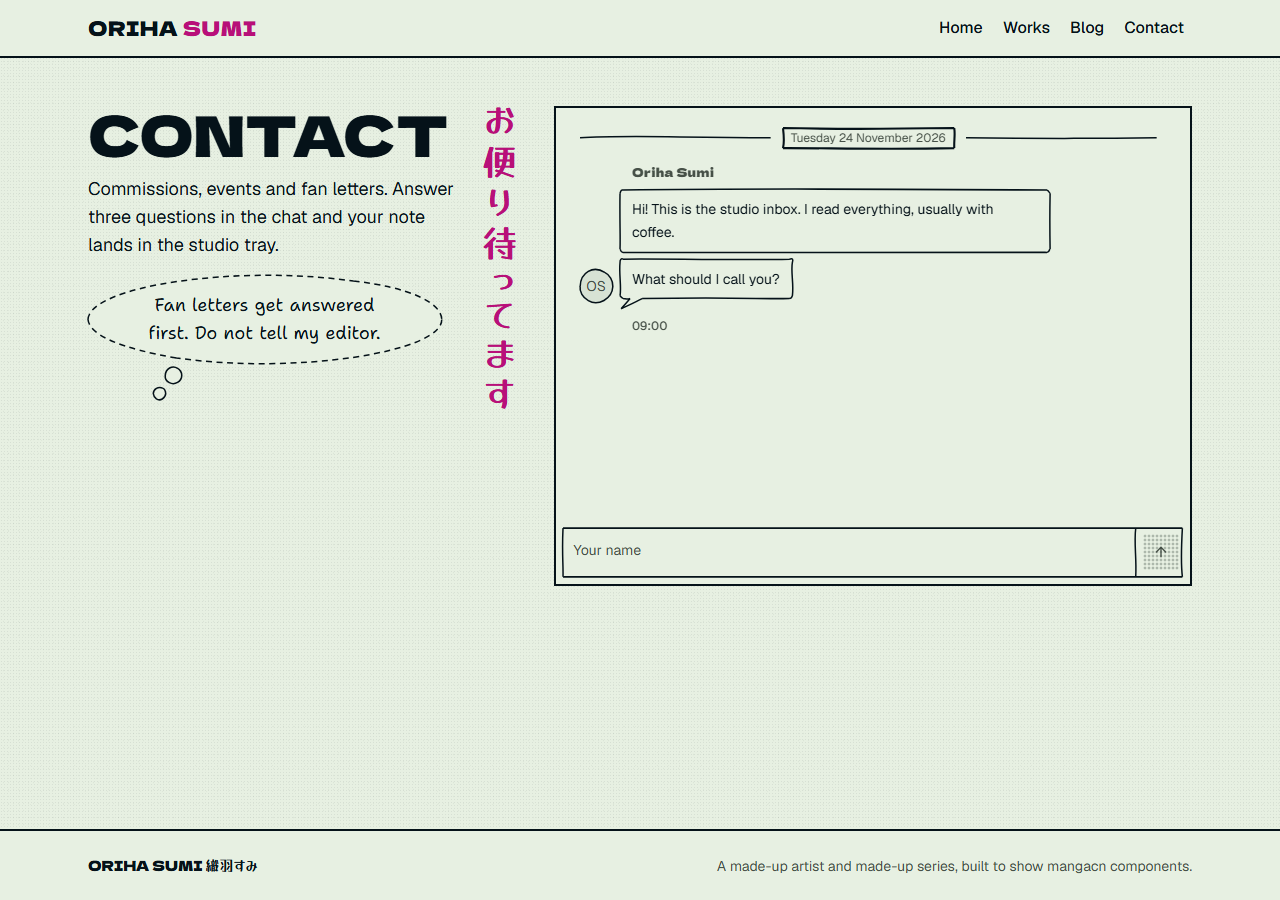 ORIHA SUMI
Home Works Blog Contact
CONTACT
Commissions, events and fan letters. Answer
three questions in the chat and your note
lands in the studio tray.
Fan letters get answered
first. Do not tell my editor.
お便り待ってます
Tuesday 24 November 2026
Oriha Sumi
Hi! This is the studio inbox. I read everything, usually with
coffee.
OS
What should I call you?
09:00
Your name
ORIHA SUMI 織羽すみ
A made-up artist and made-up series, built to show mangacn components.